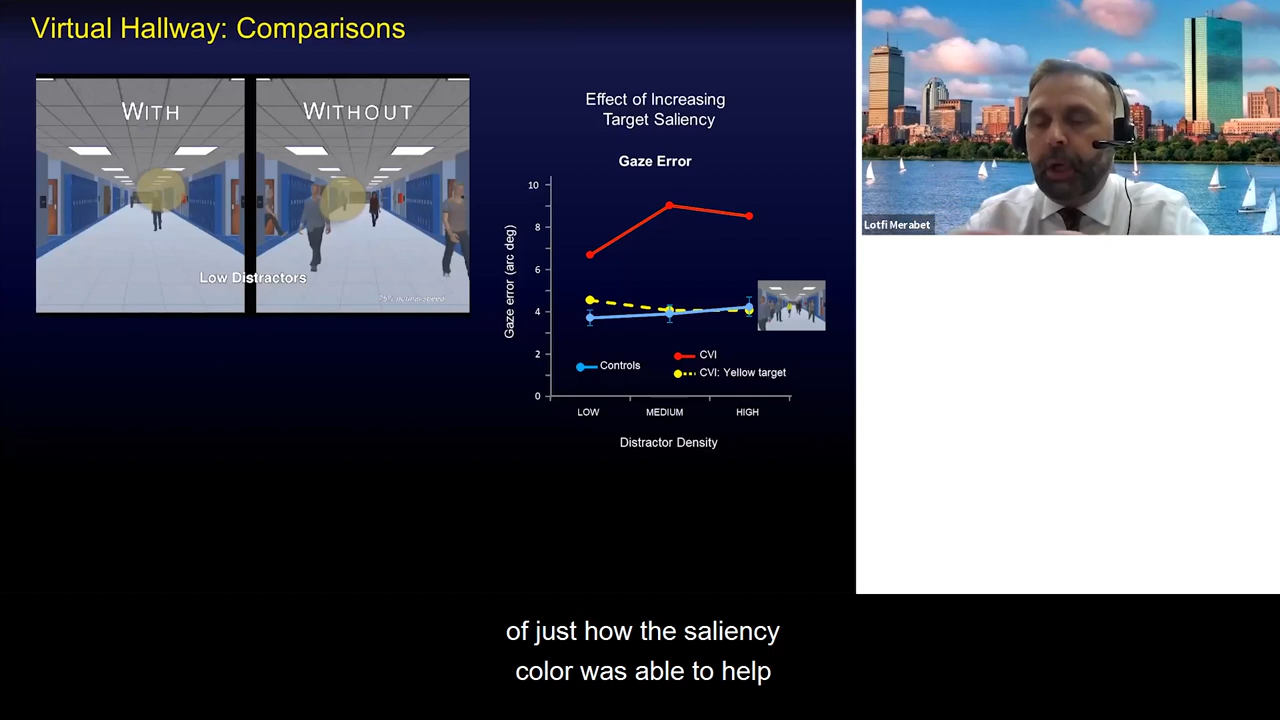 Virtual Hallway: Comparisons
WITH
WITHOUT
Low Distractors
Effect of Increasing
Target Saliency
Gaze Error
Gaze error (arc deg)
10
8
6
4
2
0
Controls
CVI
CVI: Yellow target
LOW
MEDIUM
HIGH
Distractor Density
Lotfi Merabet
of just how the saliency
color was able to help